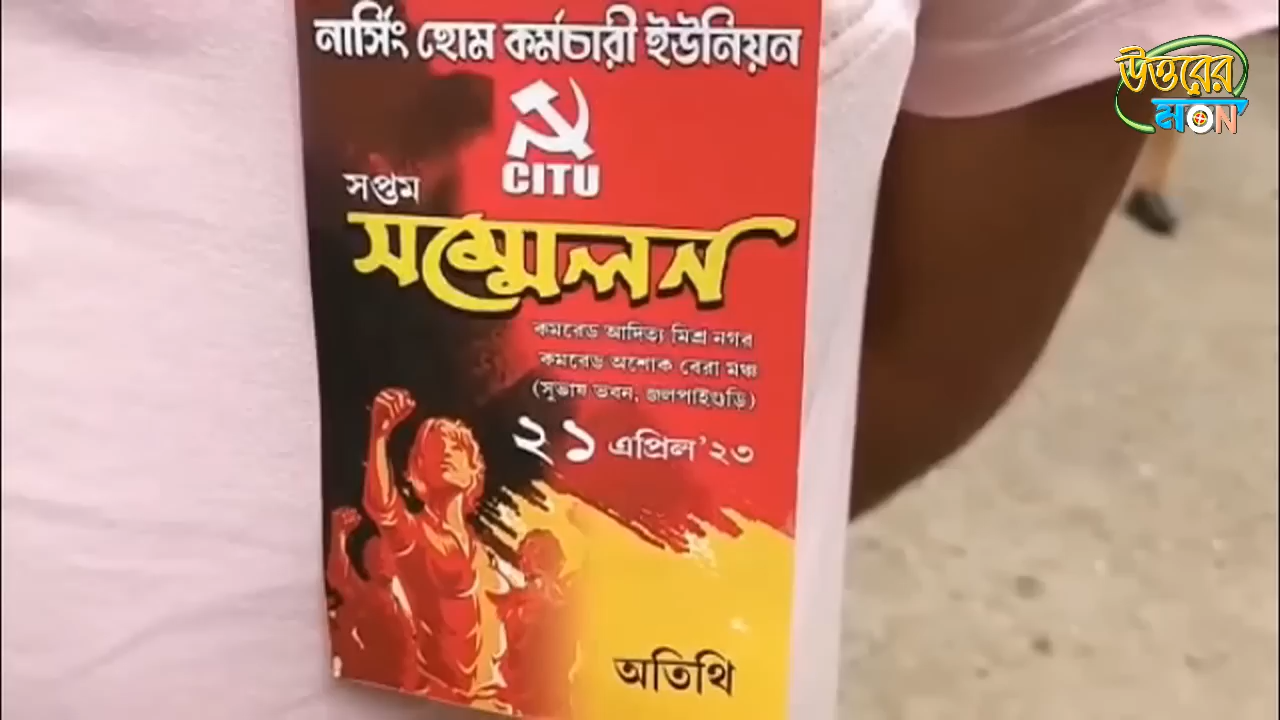 নার্সিং হোম কর্মচারী ইউনিয়ন
CITU
সপ্তম
সম্মেলন
কমরেড আদিত্য মিশ্র নগর
কমরেড অশোক বেরা মঞ্চ
(সুভাষ ভবন, জলপাইগুড়ি)
২১ এপ্রিল'২৩
অতিথি
উত্তরের
মON